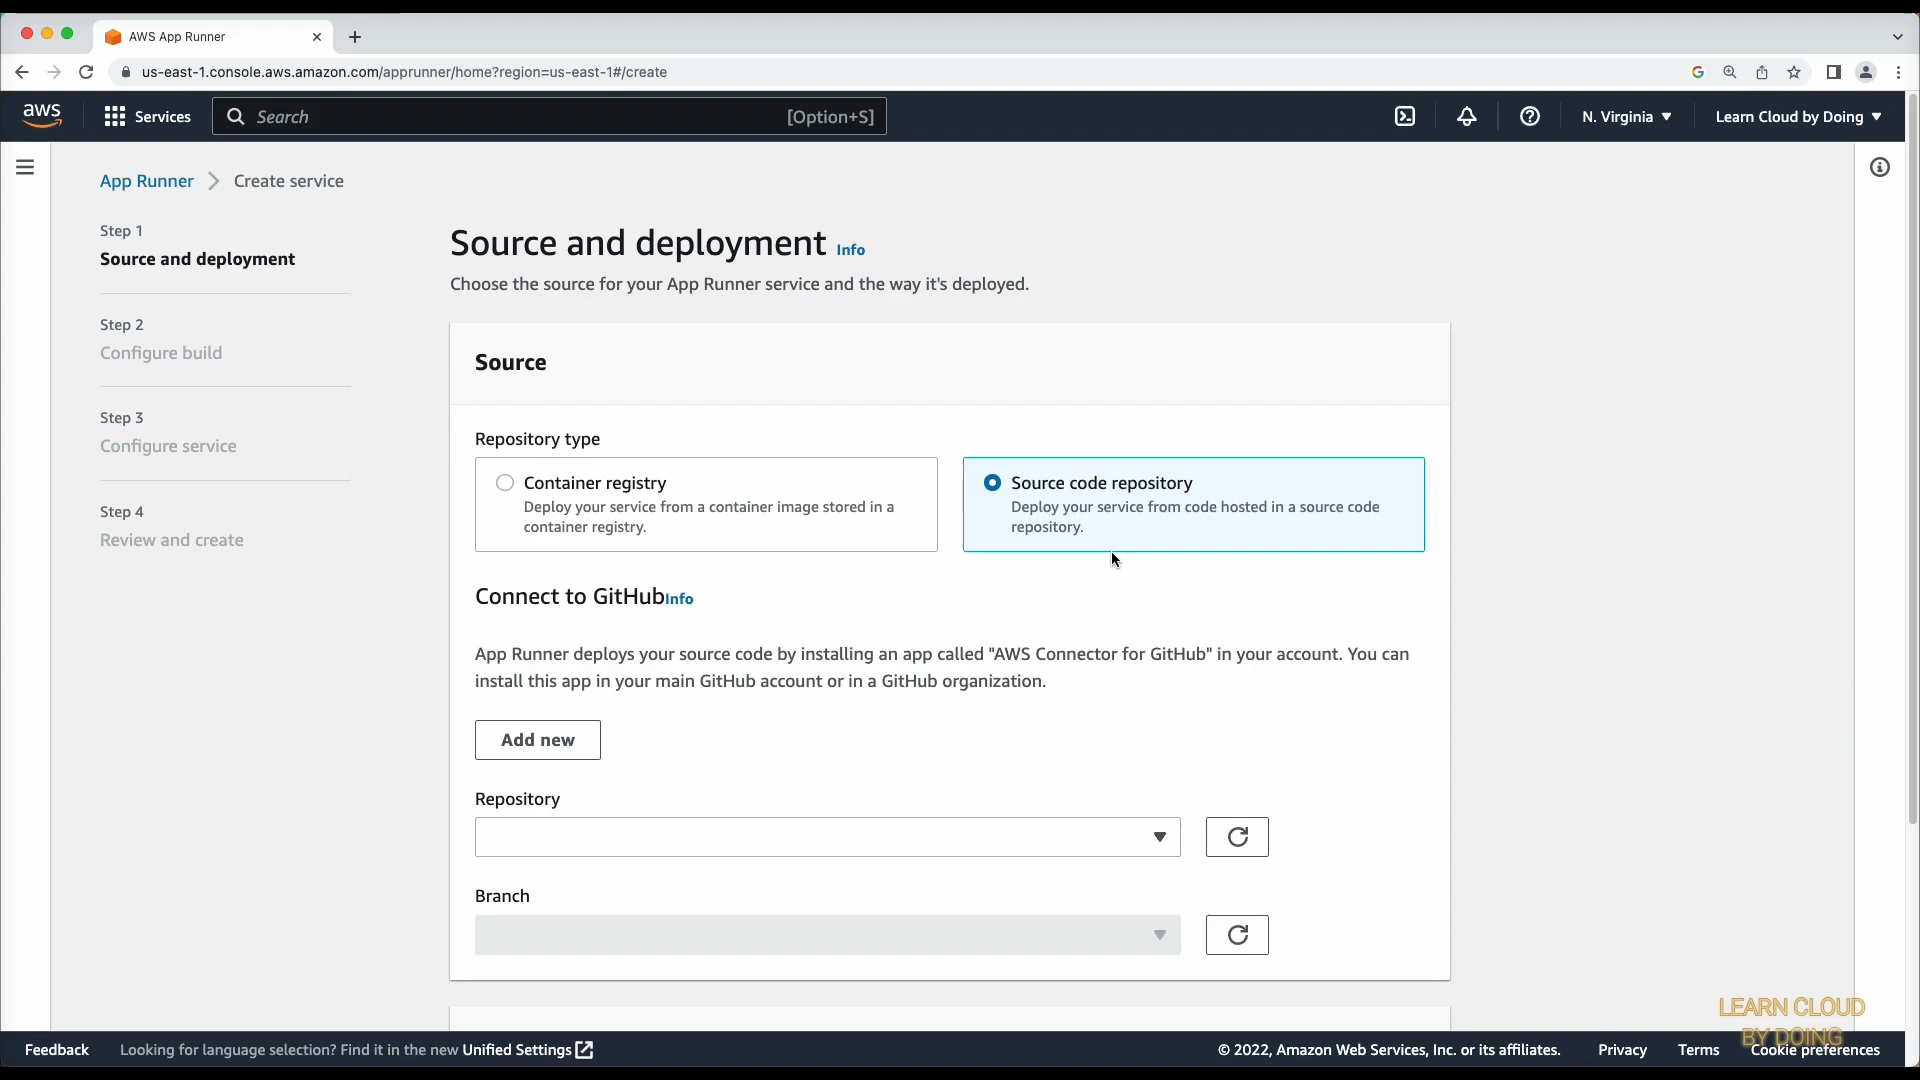 AWS App Runner
us-east-1.console.aws.amazon.com/apprunner/home?region=us-east-1#/create
aws
Services
Search
[Option+S]
N. Virginia
Learn Cloud by Doing
App Runner
Create service
Step 1
Source and deployment
Step 2
Configure build
Step 3
Configure service
Step 4
Review and create
Source and deployment Info
Choose the source for your App Runner service and the way it's deployed.
Source
Repository type
Container registry
Deploy your service from a container image stored in a
container registry.
Source code repository
Deploy your service from code hosted in a source code
repository.
Connect to GitHubInfo
App Runner deploys your source code by installing an app called "AWS Connector for GitHub" in your account. You can
install this app in your main GitHub account or in a GitHub organization.
Add new
Repository
Branch
LEARN CLOUD
BY DOING
Feedback
Looking for language selection? Find it in the new Unified Settings
© 2022, Amazon Web Services, Inc. or its affiliates.
Privacy
Terms
Cookie preferences